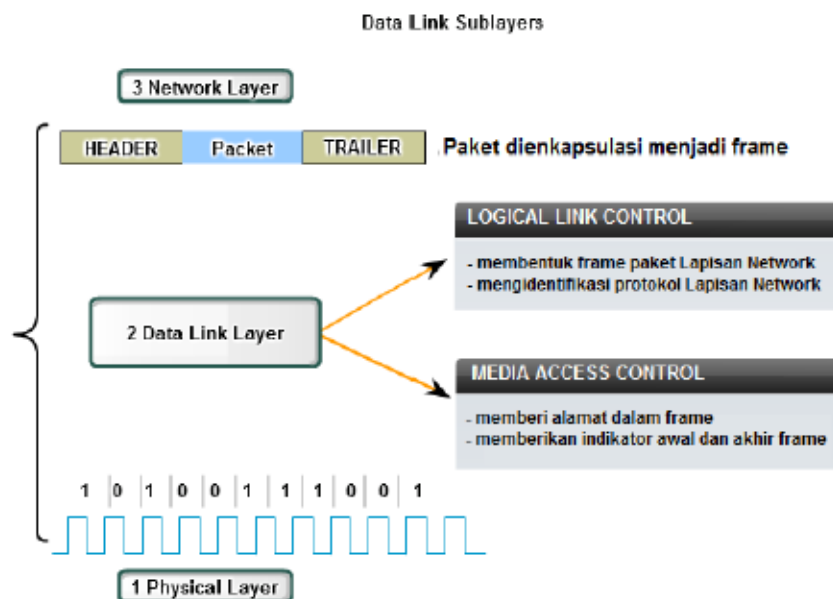 Data Link Sublayers
3 Network Layer
HEADER Packet TRAILER Paket dienkapsulasi menjadi frame
LOGICAL LINK CONTROL
- membentuk frame paket Lapisan Network
- mengidentifikasi protokol Lapisan Network
2 Data Link Layer
MEDIA ACCESS CONTROL
- memberi alamat dalam frame
- memberikan indikator awal dan akhir frame
1 0 1 0 0 1 1 1 0 0 1
1 Physical Layer